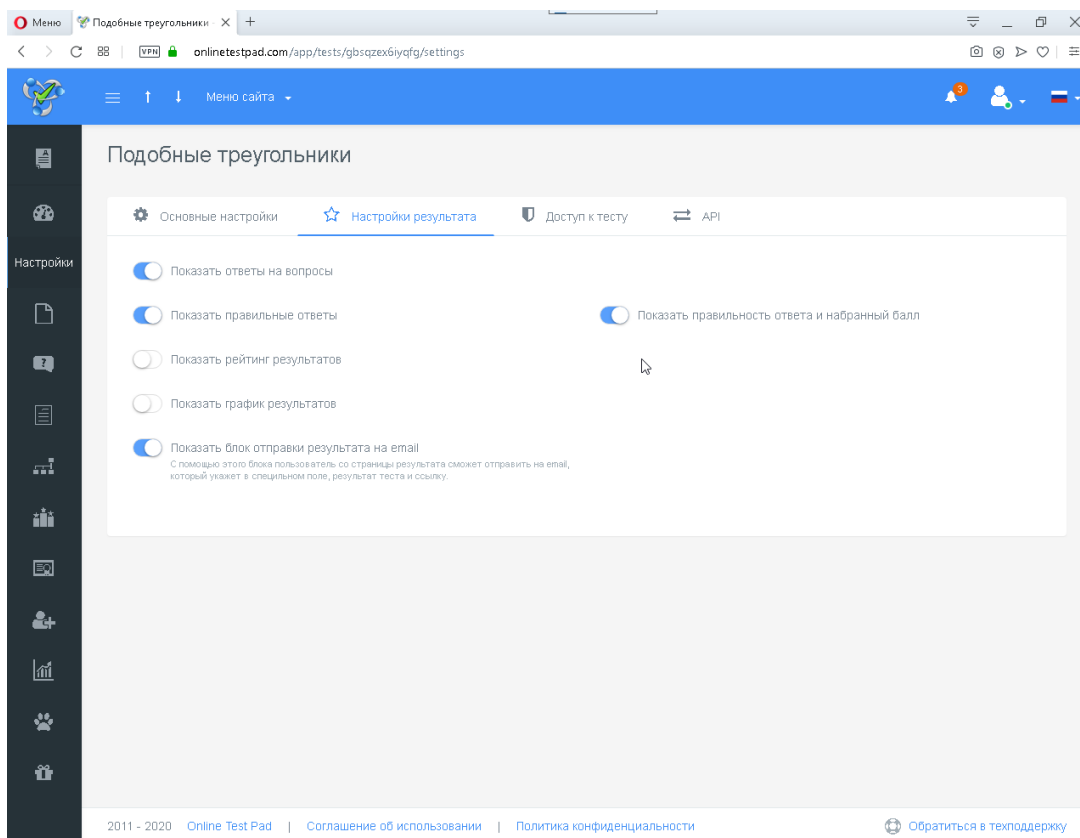 Меню
Подобные треугольники -
VPN
onlinetestpad.com/app/tests/gbsqzex6iyqfg/settings
Меню сайта
3
Подобные треугольники
Основные настройки
Настройки результата
Доступ к тесту
API
Настройки
Показать ответы на вопросы
Показать правильные ответы
Показать правильность ответа и набранный балл
Показать рейтинг результатов
Показать график результатов
Показать блок отправки результата на email
С помощью этого блока пользователь со страницы результата сможет отправить на email,
который укажет в специльном поле, результат теста и ссылку.
2011 - 2020 Online Test Pad | Соглашение об использовании | Политика конфиденциальности
Обратиться в техподдержку